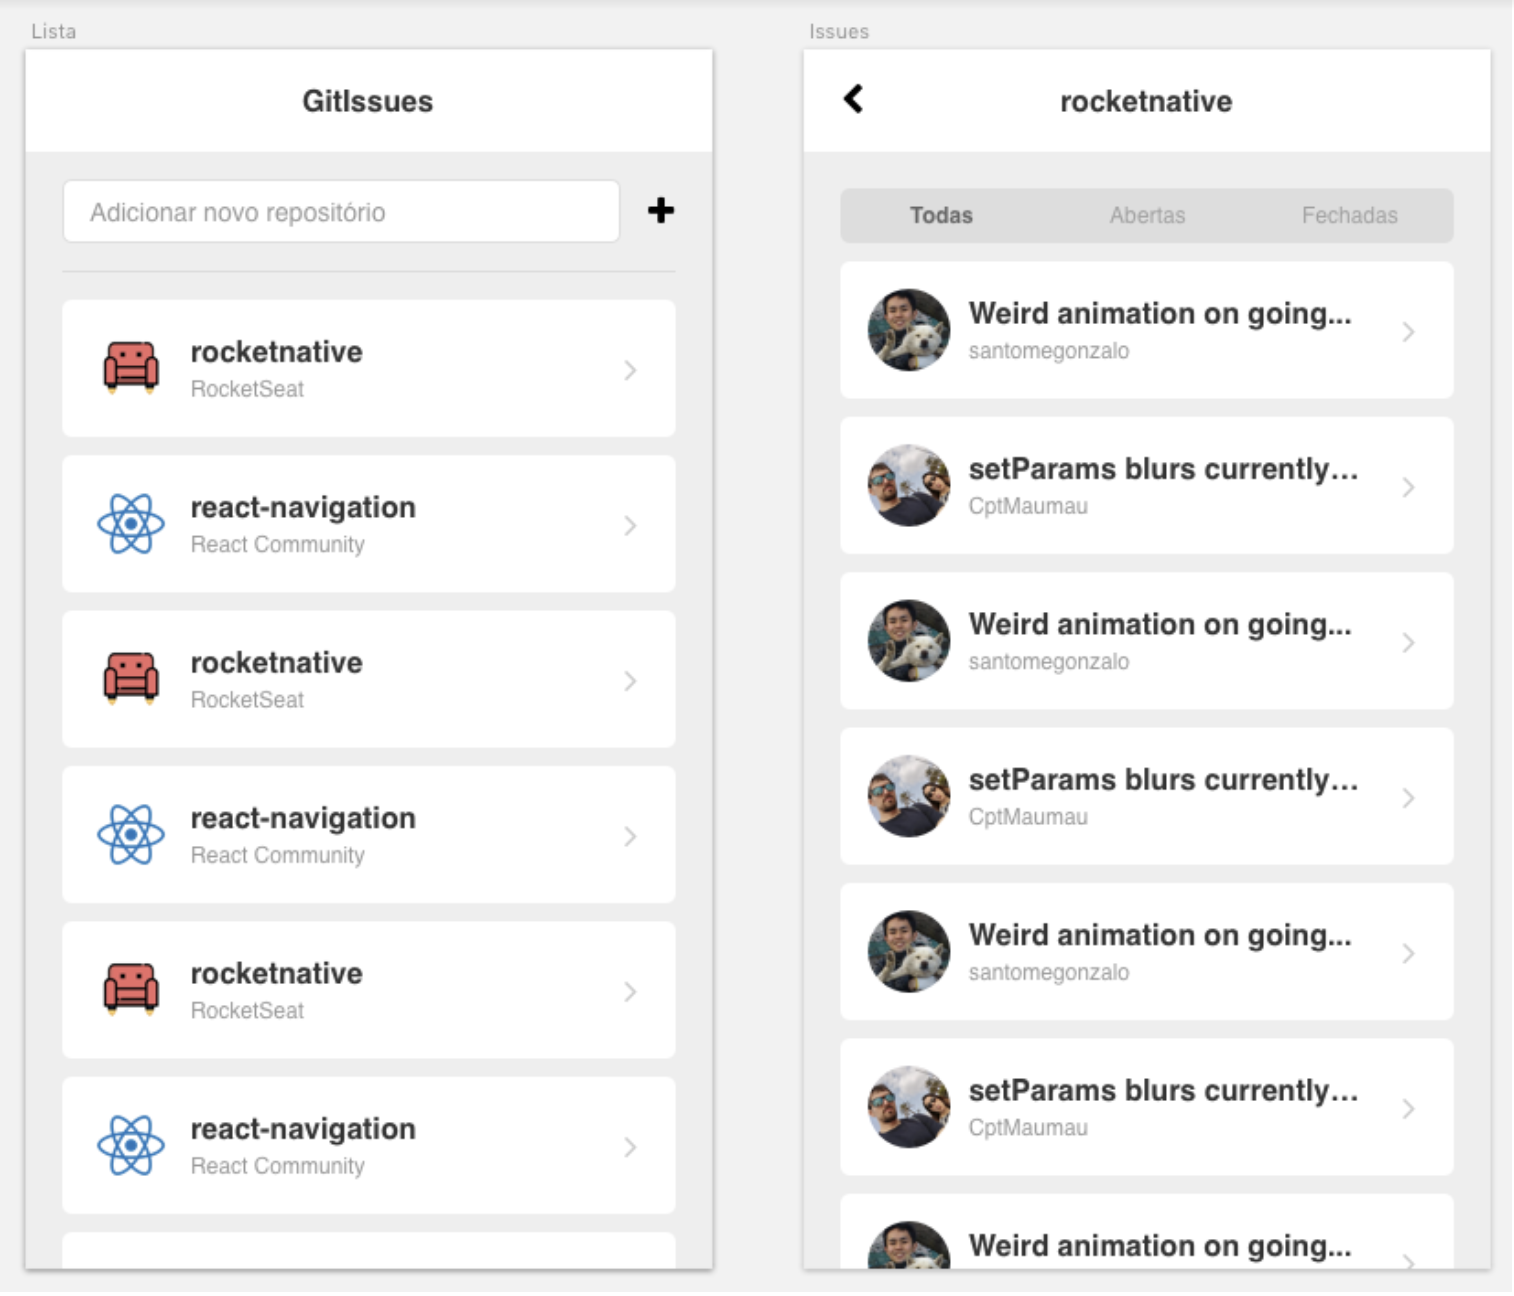 Lista
GitIssues
Adicionar novo repositório
rocketnative
RocketSeat
react-navigation
React Community
rocketnative
RocketSeat
react-navigation
React Community
rocketnative
RocketSeat
react-navigation
React Community
Issues
rocketnative
Todas Abertas Fechadas
Weird animation on going...
santomegonzalo
setParams blurs currently...
CptMaumau
Weird animation on going...
santomegonzalo
setParams blurs currently...
CptMaumau
Weird animation on going...
santomegonzalo
setParams blurs currently...
CptMaumau
Weird animation on going...